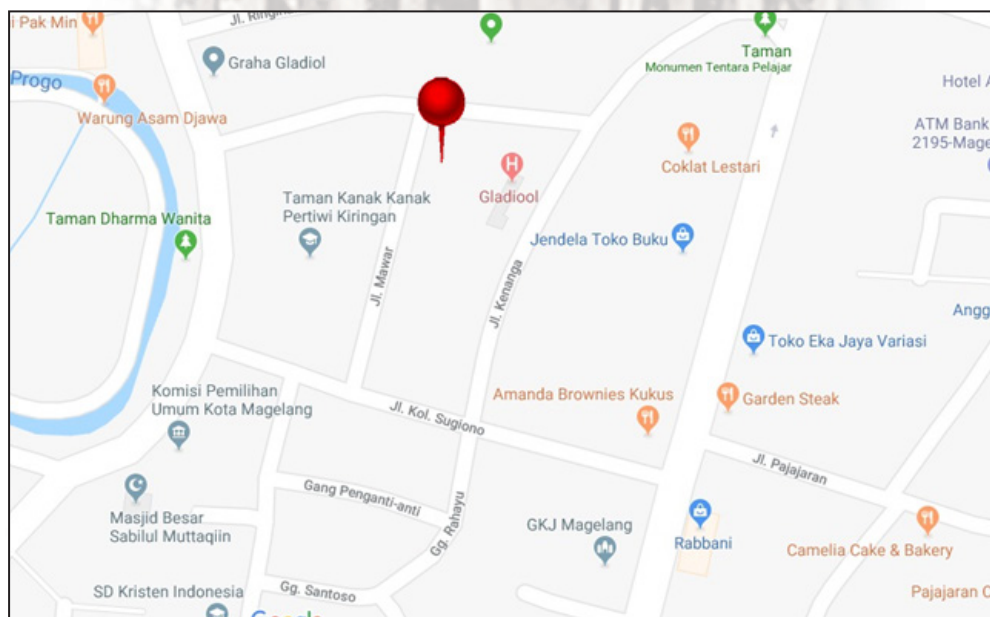 i Pak Min
Jl. Ringin
Graha Gladiol
Taman
Monumen Tentara Pelajar
Progo
Hotel A
Warung Asam Djawa
ATM Bank
2195-Mage
Coklat Lestari
Taman Kanak Kanak
Pertiwi Kiringan
H
Gladiool
Taman Dharma Wanita
Jendela Toko Buku
Jl. Mawar
Jl. Kenanga
Angg
Toko Eka Jaya Variasi
Komisi Pemilihan
Umum Kota Magelang
Amanda Brownies Kukus
Garden Steak
Jl. Kol. Sugiono
Jl. Pajajaran
Gang Penganti-anti
Masjid Besar
Sabilul Muttaqiin
Gg. Rahayu
GKJ Magelang
Rabbani
Camelia Cake & Bakery
SD Kristen Indonesia
Gg. Santoso
Pajajaran C
Google